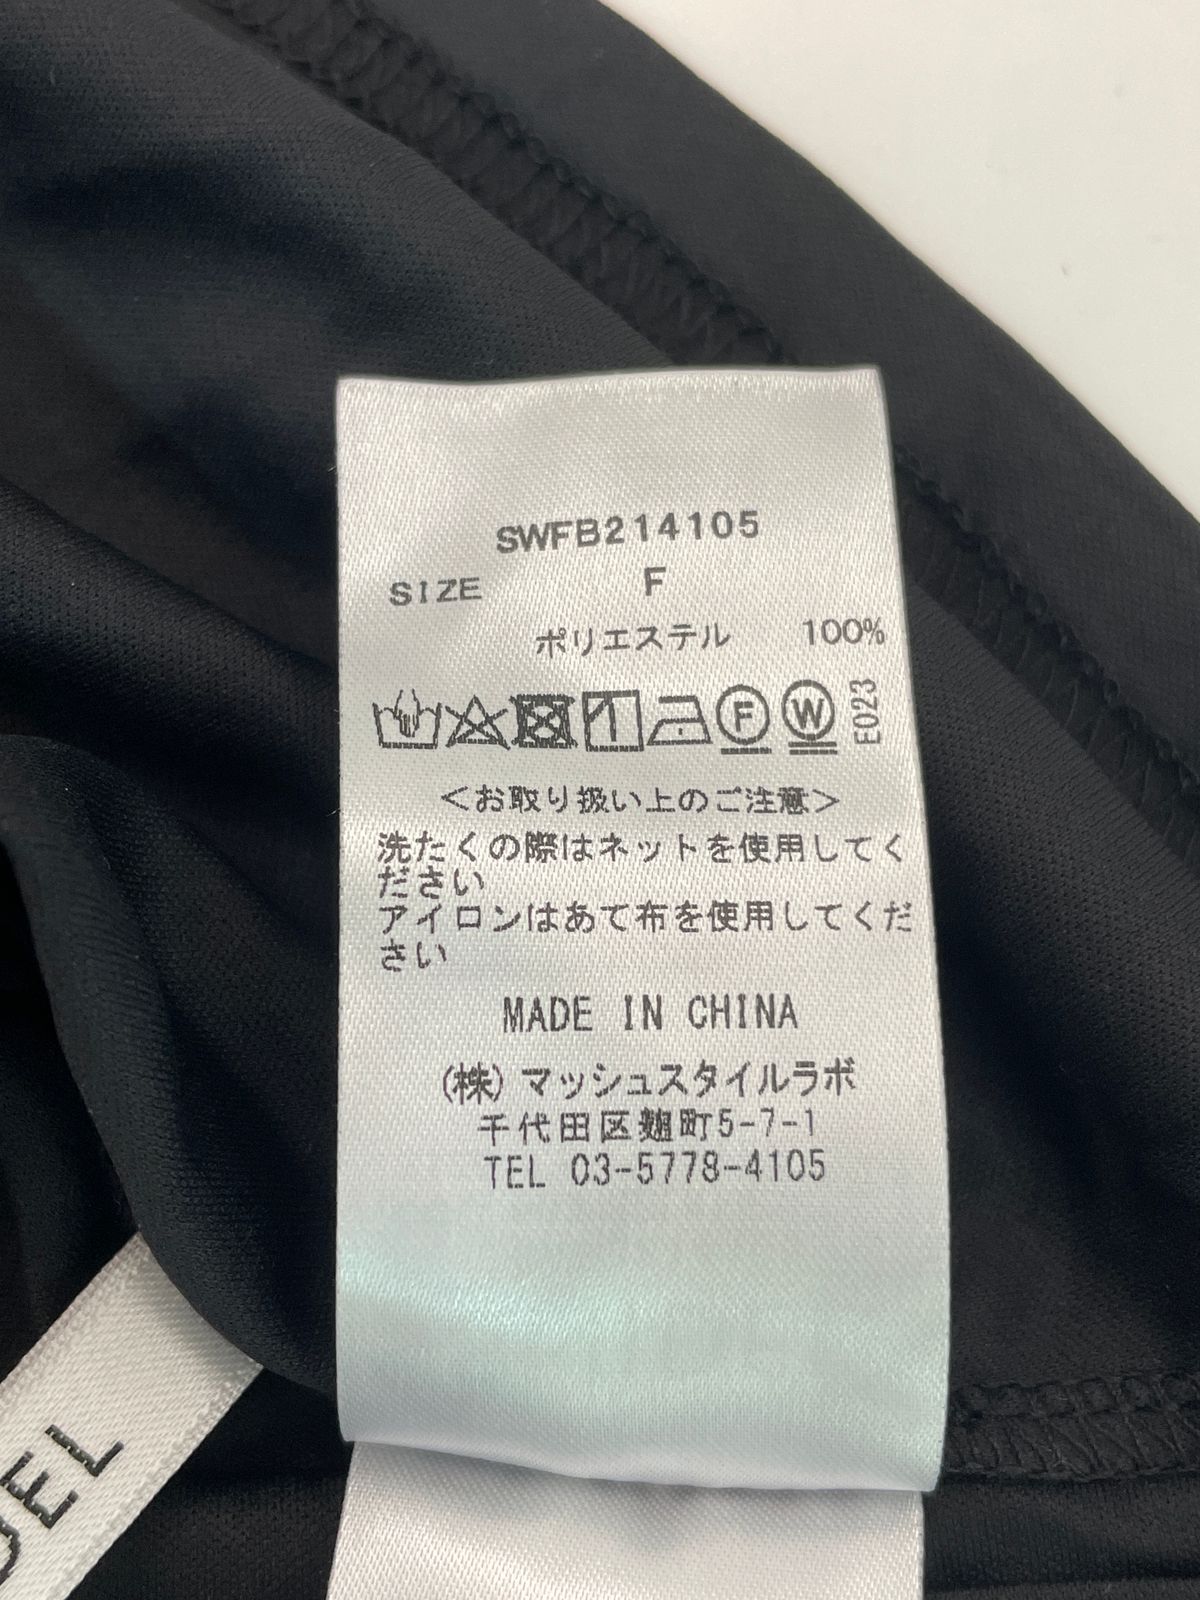 SWFB214105
SIZE F
ポリエステル 100%
F W E023
<お取り扱い上のご注意>
洗たくの際はネットを使用してく
ださい
アイロンはあて布を使用してくだ
さい
MADE IN CHINA
(株)マッシュスタイルラボ
千代田区麹町5-7-1
TEL 03-5778-4105